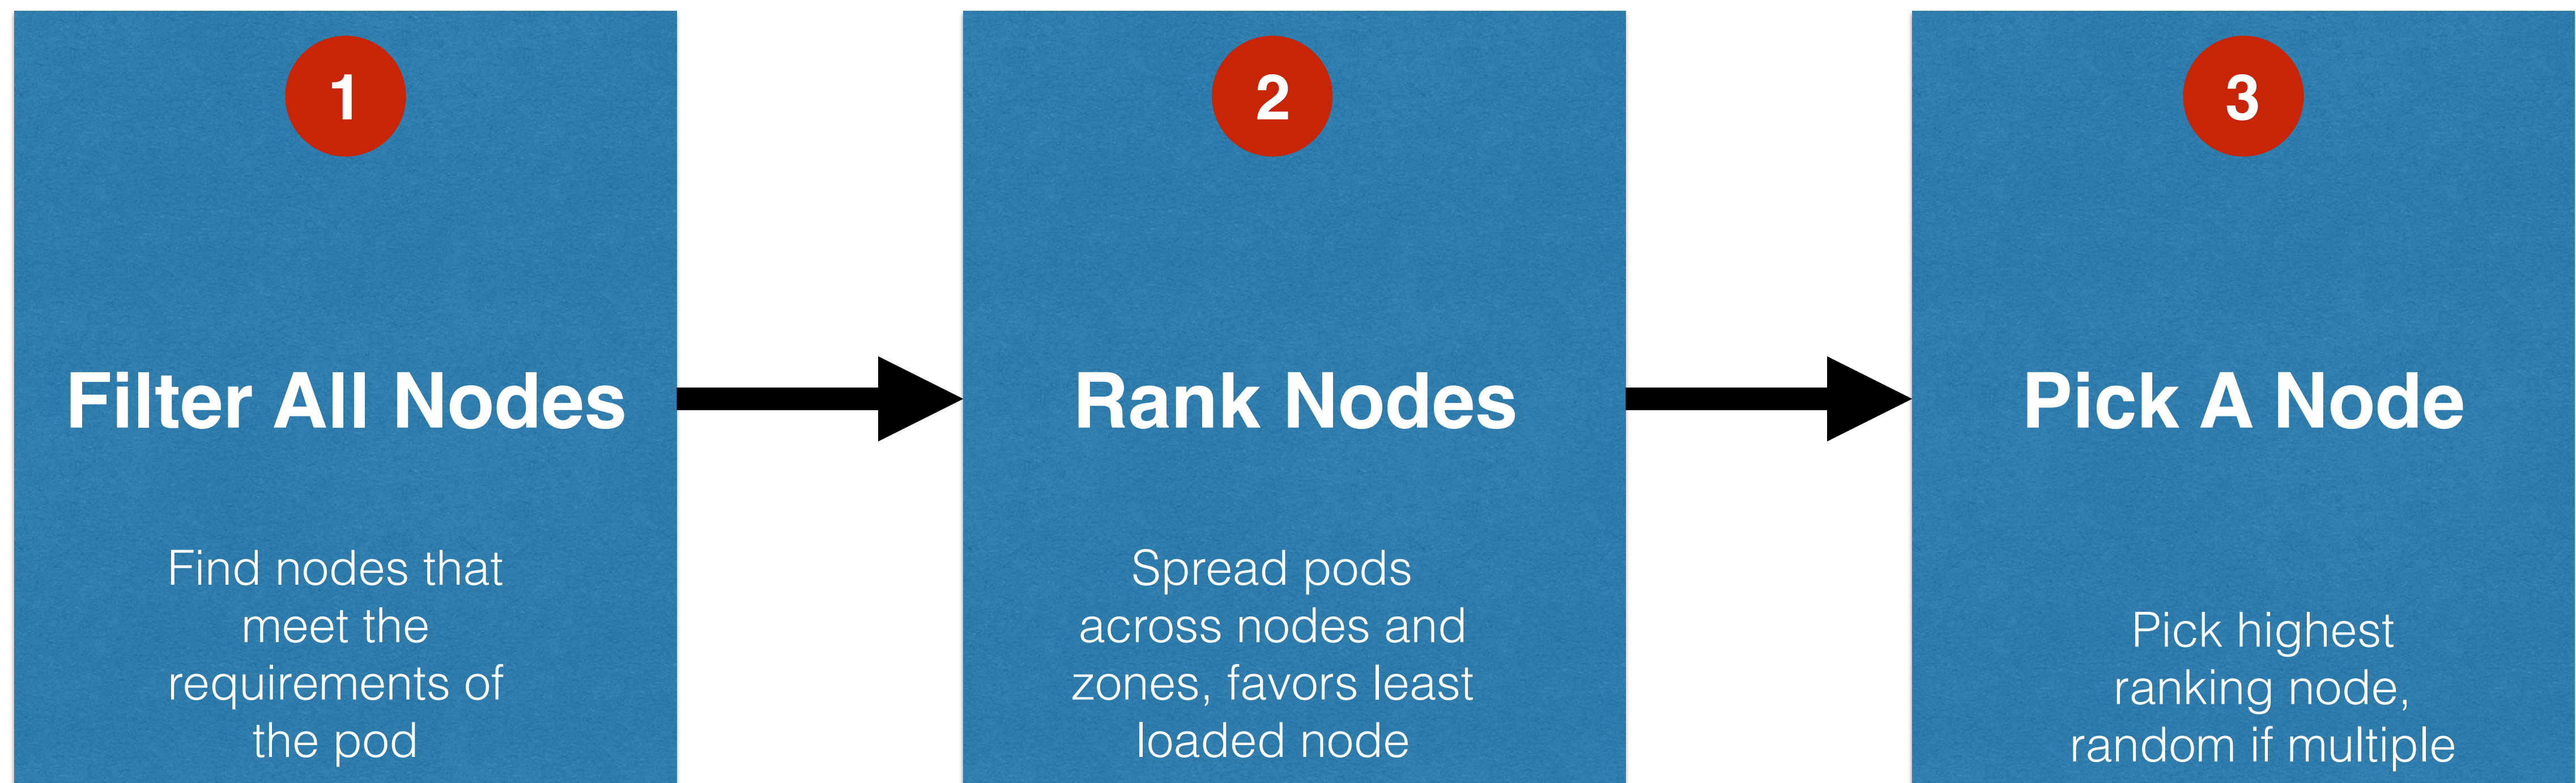 1
Filter All Nodes
Find nodes that
meet the
requirements of
the pod
2
Rank Nodes
Spread pods
across nodes and
zones, favors least
loaded node
3
Pick A Node
Pick highest
ranking node,
random if multiple